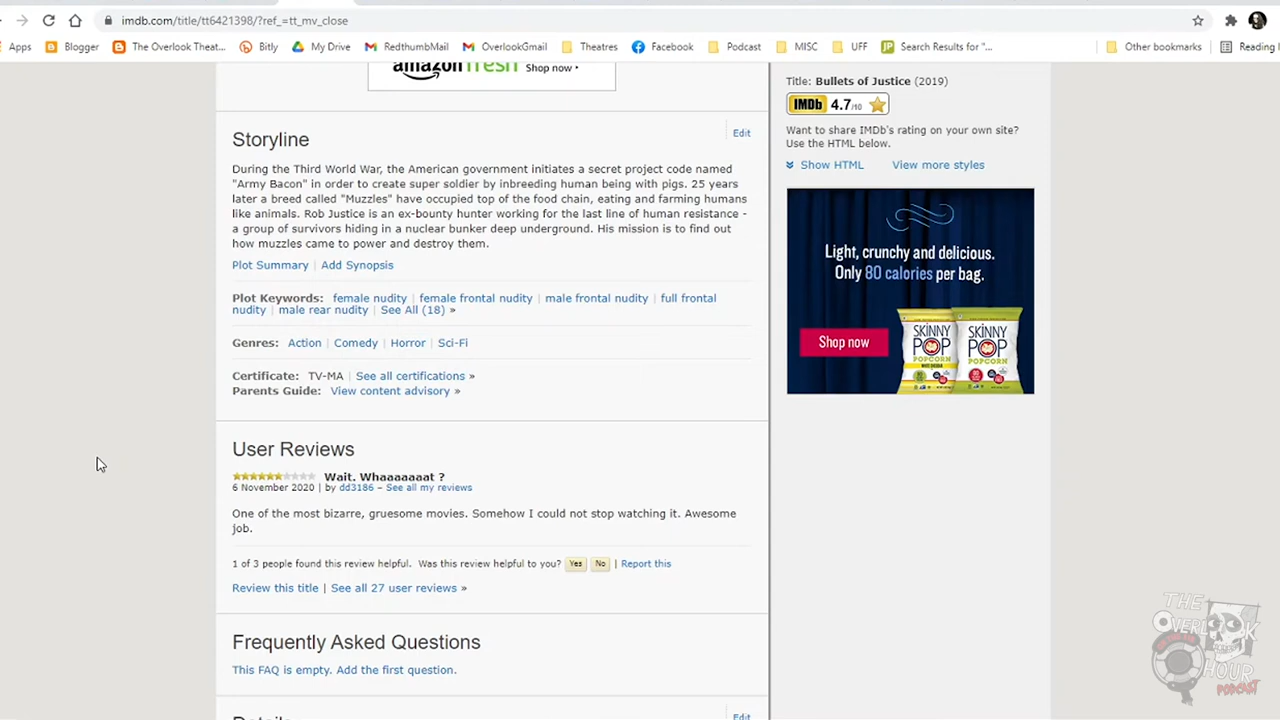 imdb.com/title/tt6421398/?ref_=tt_mv_close
Apps Blogger The Overlook Theat... Bitly My Drive RedthumbMail OverlookGmail Theatres Facebook Podcast MISC UFF Search Results for "... Other bookmarks Reading
amazon fresh Shop now
Storyline
Edit
During the Third World War, the American government initiates a secret project code named
"Army Bacon" in order to create super soldier by inbreeding human being with pigs. 25 years
later a breed called "Muzzles" have occupied top of the food chain, eating and farming humans
like animals. Rob Justice is an ex-bounty hunter working for the last line of human resistance -
a group of survivors hiding in a nuclear bunker deep underground. His mission is to find out
how muzzles came to power and destroy them.
Plot Summary | Add Synopsis
Plot Keywords: female nudity | female frontal nudity | male frontal nudity | full frontal
nudity | male rear nudity | See All (18) »
Genres: Action | Comedy | Horror | Sci-Fi
Certificate: TV-MA | See all certifications »
Parents Guide: View content advisory »
User Reviews
Wait. Whaaaaaaat ?
6 November 2020 | by dd3186 – See all my reviews
One of the most bizarre, gruesome movies. Somehow I could not stop watching it. Awesome
job.
1 of 3 people found this review helpful. Was this review helpful to you? Yes No | Report this
Review this title | See all 27 user reviews »
Frequently Asked Questions
This FAQ is empty. Add the first question.
Details
Edit
Title: Bullets of Justice (2019)
IMDb 4.7/10
Want to share IMDb's rating on your own site?
Use the HTML below.
Show HTML View more styles
Light, crunchy and delicious.
Only 80 calories per bag.
Shop now
SKINNY
POP
POPCORN
SKINNY
POP
POPCORN
THE
OVERLOOK
HOUR
PODCAST